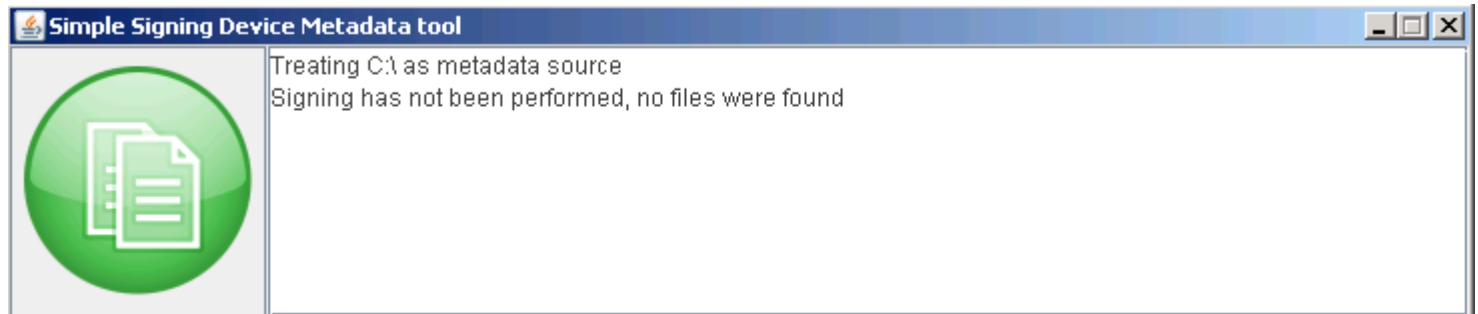 Simple Signing Device Metadata tool
Treating C:\ as metadata source
Signing has not been performed, no files were found